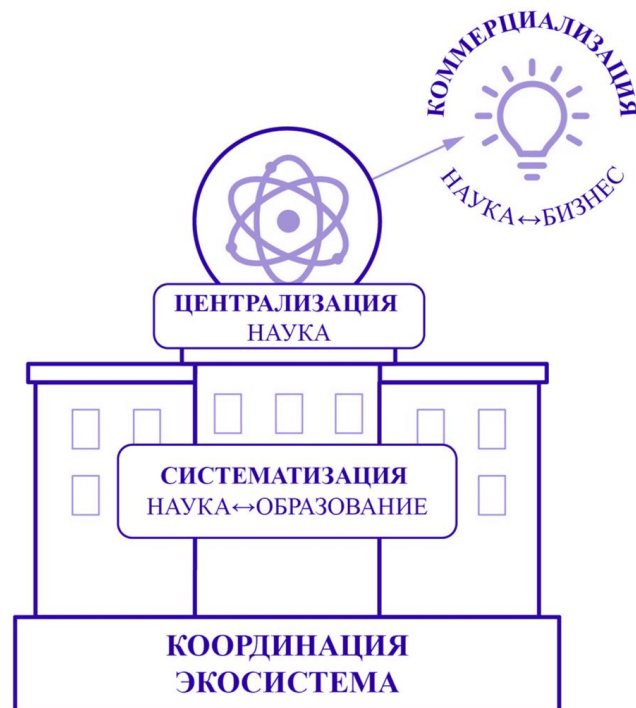 КОММЕРЦИАЛИЗАЦИЯ
НАУКА↔БИЗНЕС
ЦЕНТРАЛИЗАЦИЯ
НАУКА
СИСТЕМАТИЗАЦИЯ
НАУКА↔ОБРАЗОВАНИЕ
КООРДИНАЦИЯ
ЭКОСИСТЕМА